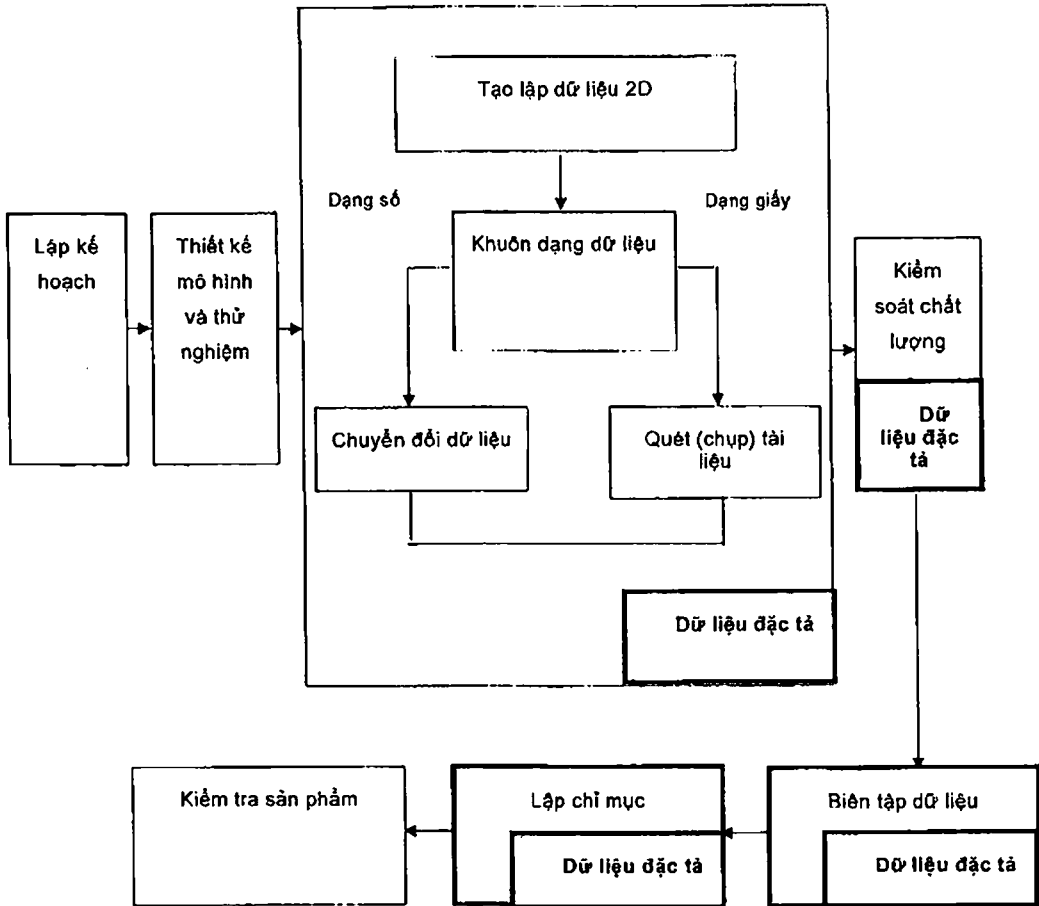 Tạo lập dữ liệu 2D
Dạng số
Dạng giấy
Lập kế
hoạch
Thiết kế
mô hình
và thử
nghiệm
Khuôn dạng dữ liệu
Kiểm
soát chất
lượng
Dữ
liệu đặc
tả
Chuyển đổi dữ liệu
Quét (chụp) tài
liệu
Dữ liệu đặc tả
Kiểm tra sản phẩm
Lập chỉ mục
Dữ liệu đặc tả
Biên tập dữ liệu
Dữ liệu đặc tả